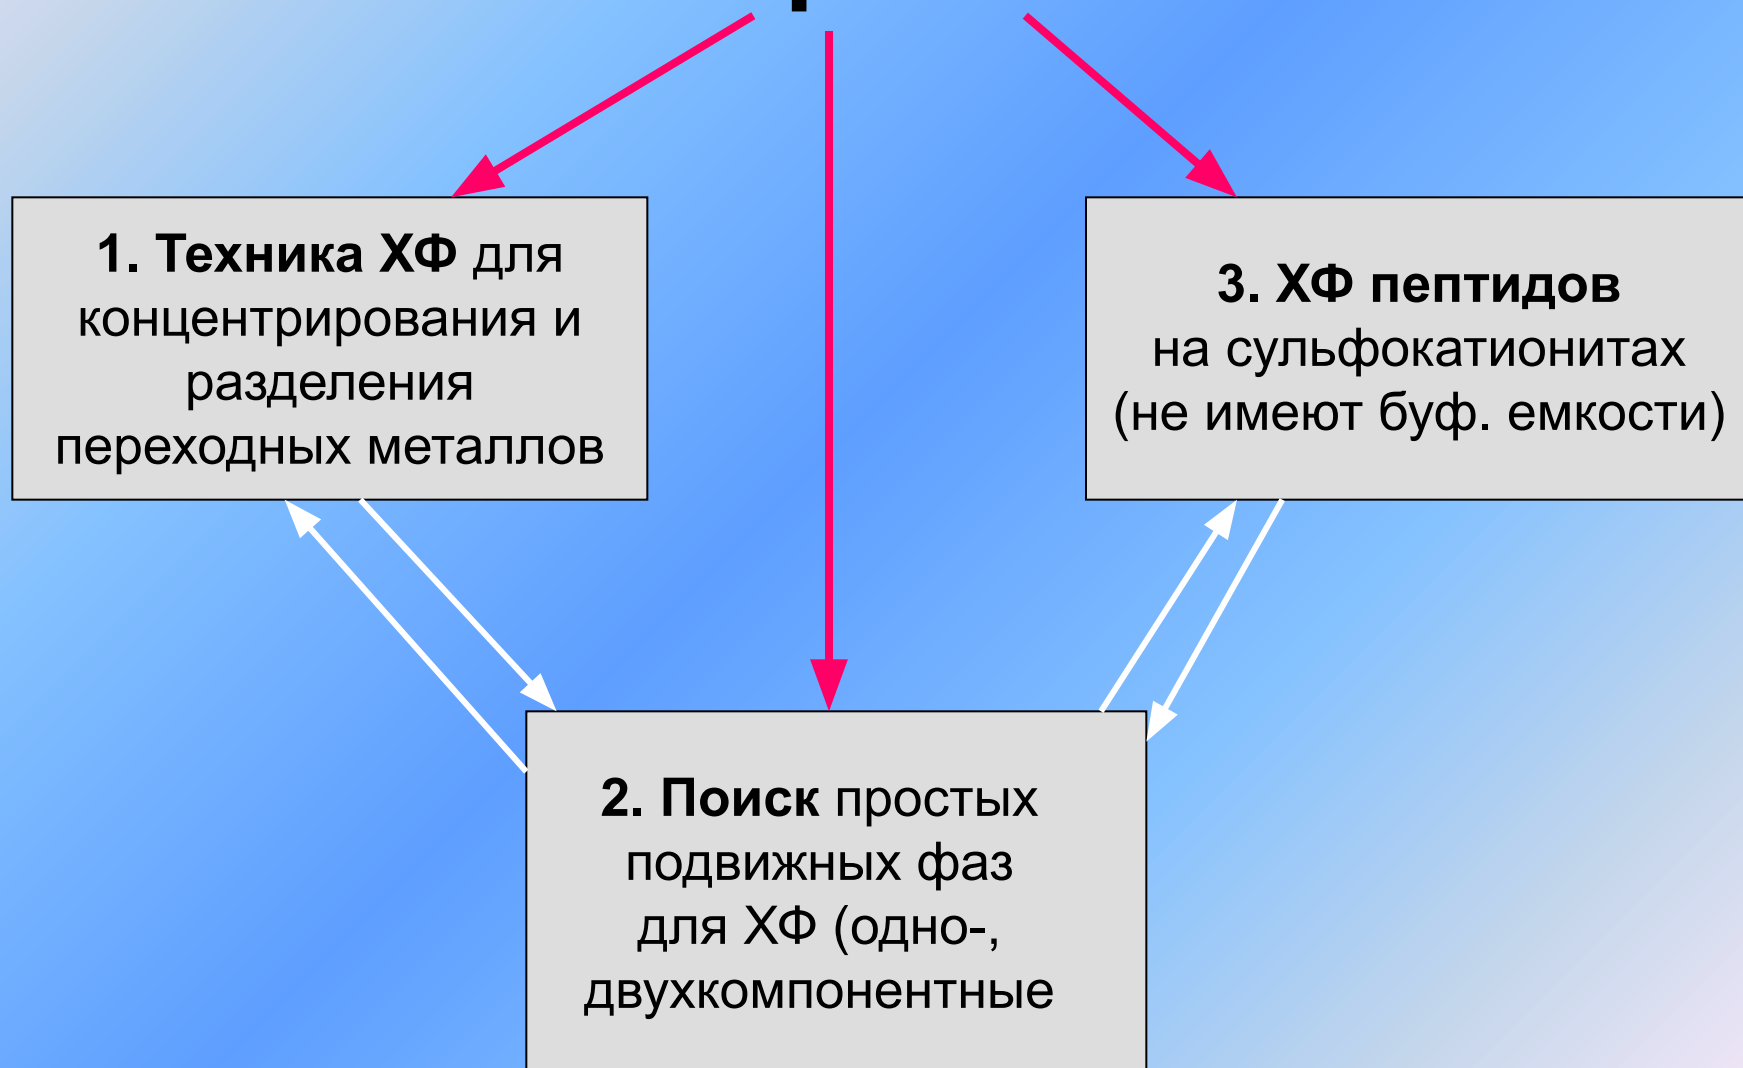 1. Техника ХФ для
концентрирования и
разделения
переходных металлов
3. ХФ пептидов
на сульфокатионитах
(не имеют буф. емкости)
2. Поиск простых
подвижных фаз
для ХФ (одно-,
двухкомпонентные